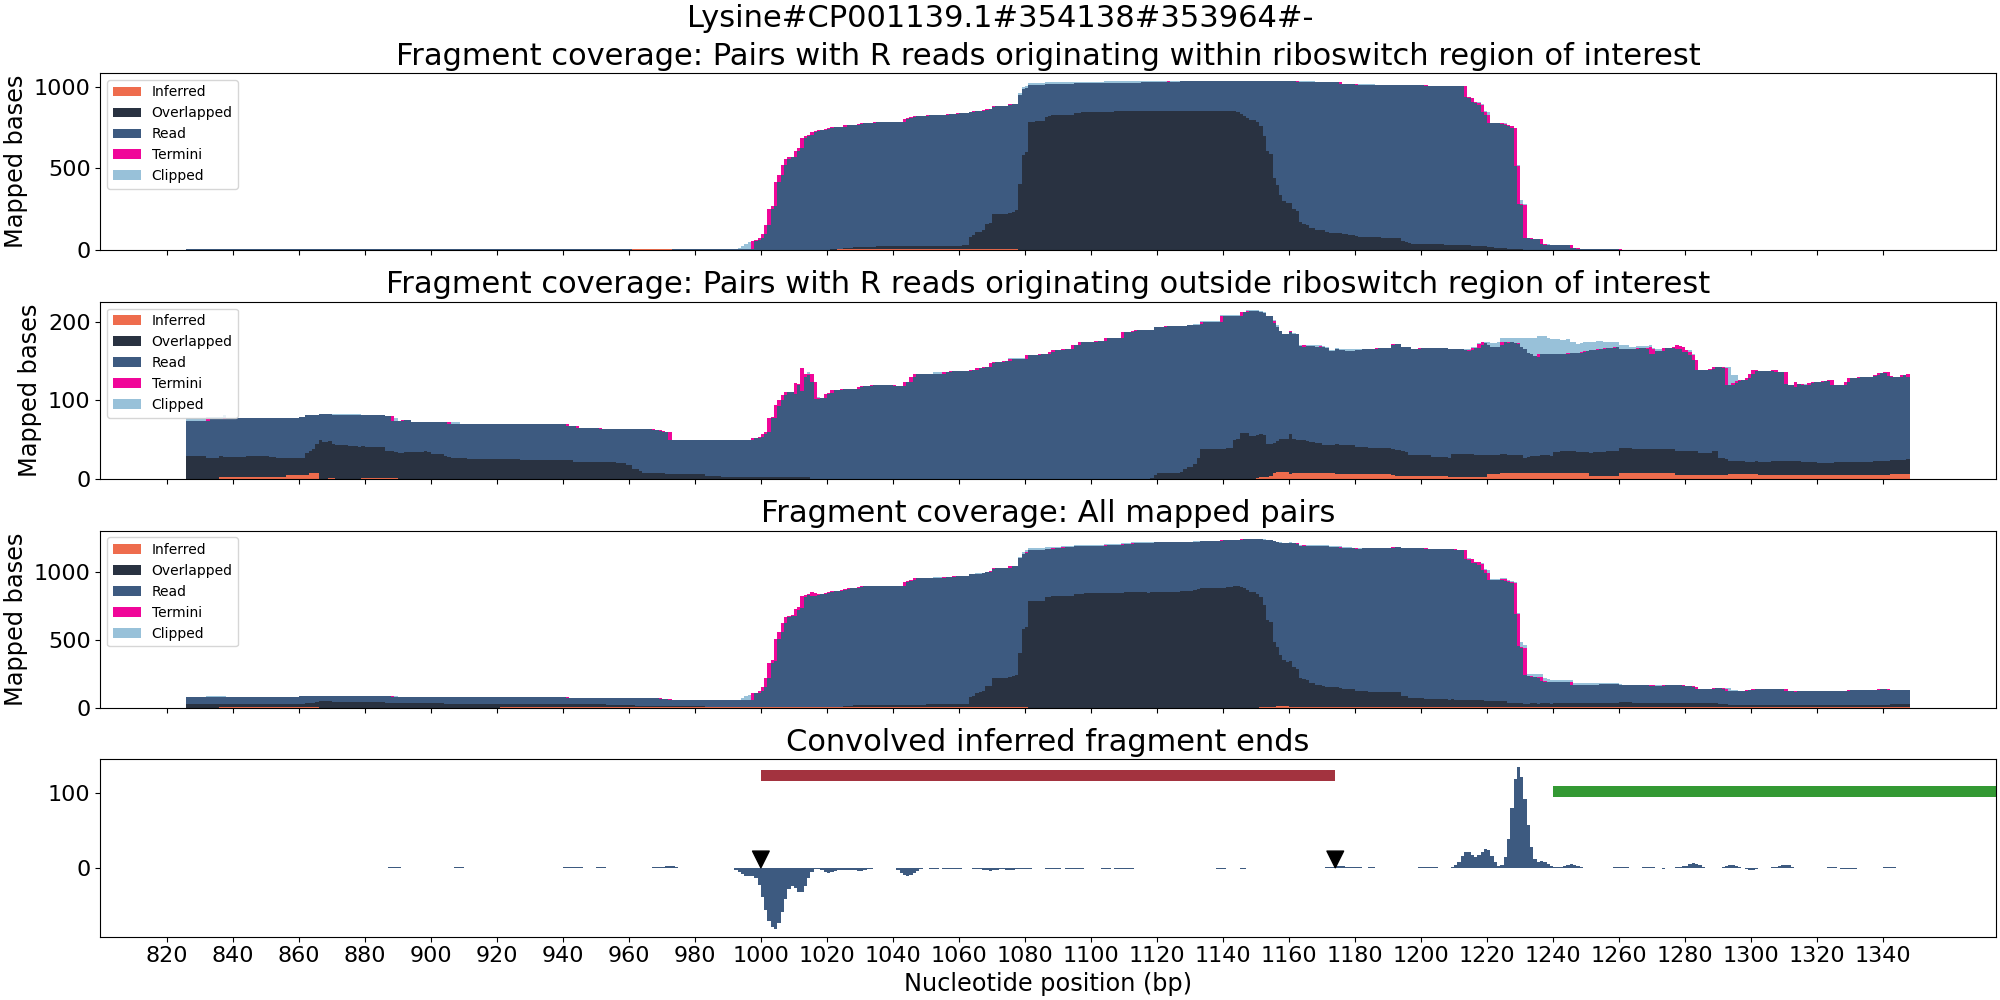 Lysine#CP001139.1#354138#353964#-
Fragment coverage: Pairs with R reads originating within riboswitch region of interest
Mapped bases
1000
500
0
Inferred
Overlapped
Read
Termini
Clipped
Fragment coverage: Pairs with R reads originating outside riboswitch region of interest
Mapped bases
200
100
0
Inferred
Overlapped
Read
Termini
Clipped
Fragment coverage: All mapped pairs
Mapped bases
1000
500
0
Inferred
Overlapped
Read
Termini
Clipped
Convolved inferred fragment ends
100
0
820 840 860 880 900 920 940 960 980 1000 1020 1040 1060 1080 1100 1120 1140 1160 1180 1200 1220 1240 1260 1280 1300 1320 1340
Nucleotide position (bp)